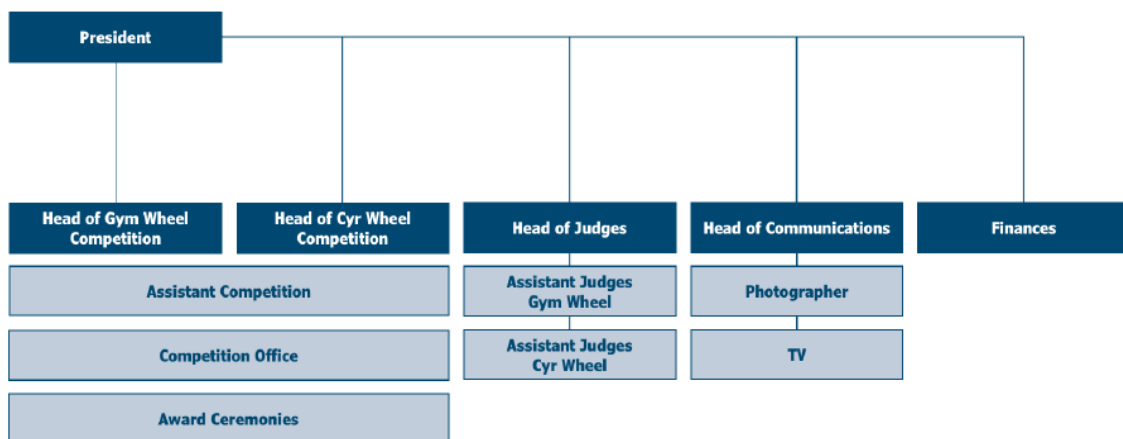 President
Head of Gym Wheel
Competition
Head of Cyr Wheel
Competition
Head of Judges
Head of Communications
Finances
Assistant Competition
Assistant Judges
Gym Wheel
Photographer
Competition Office
Assistant Judges
Cyr Wheel
TV
Award Ceremonies